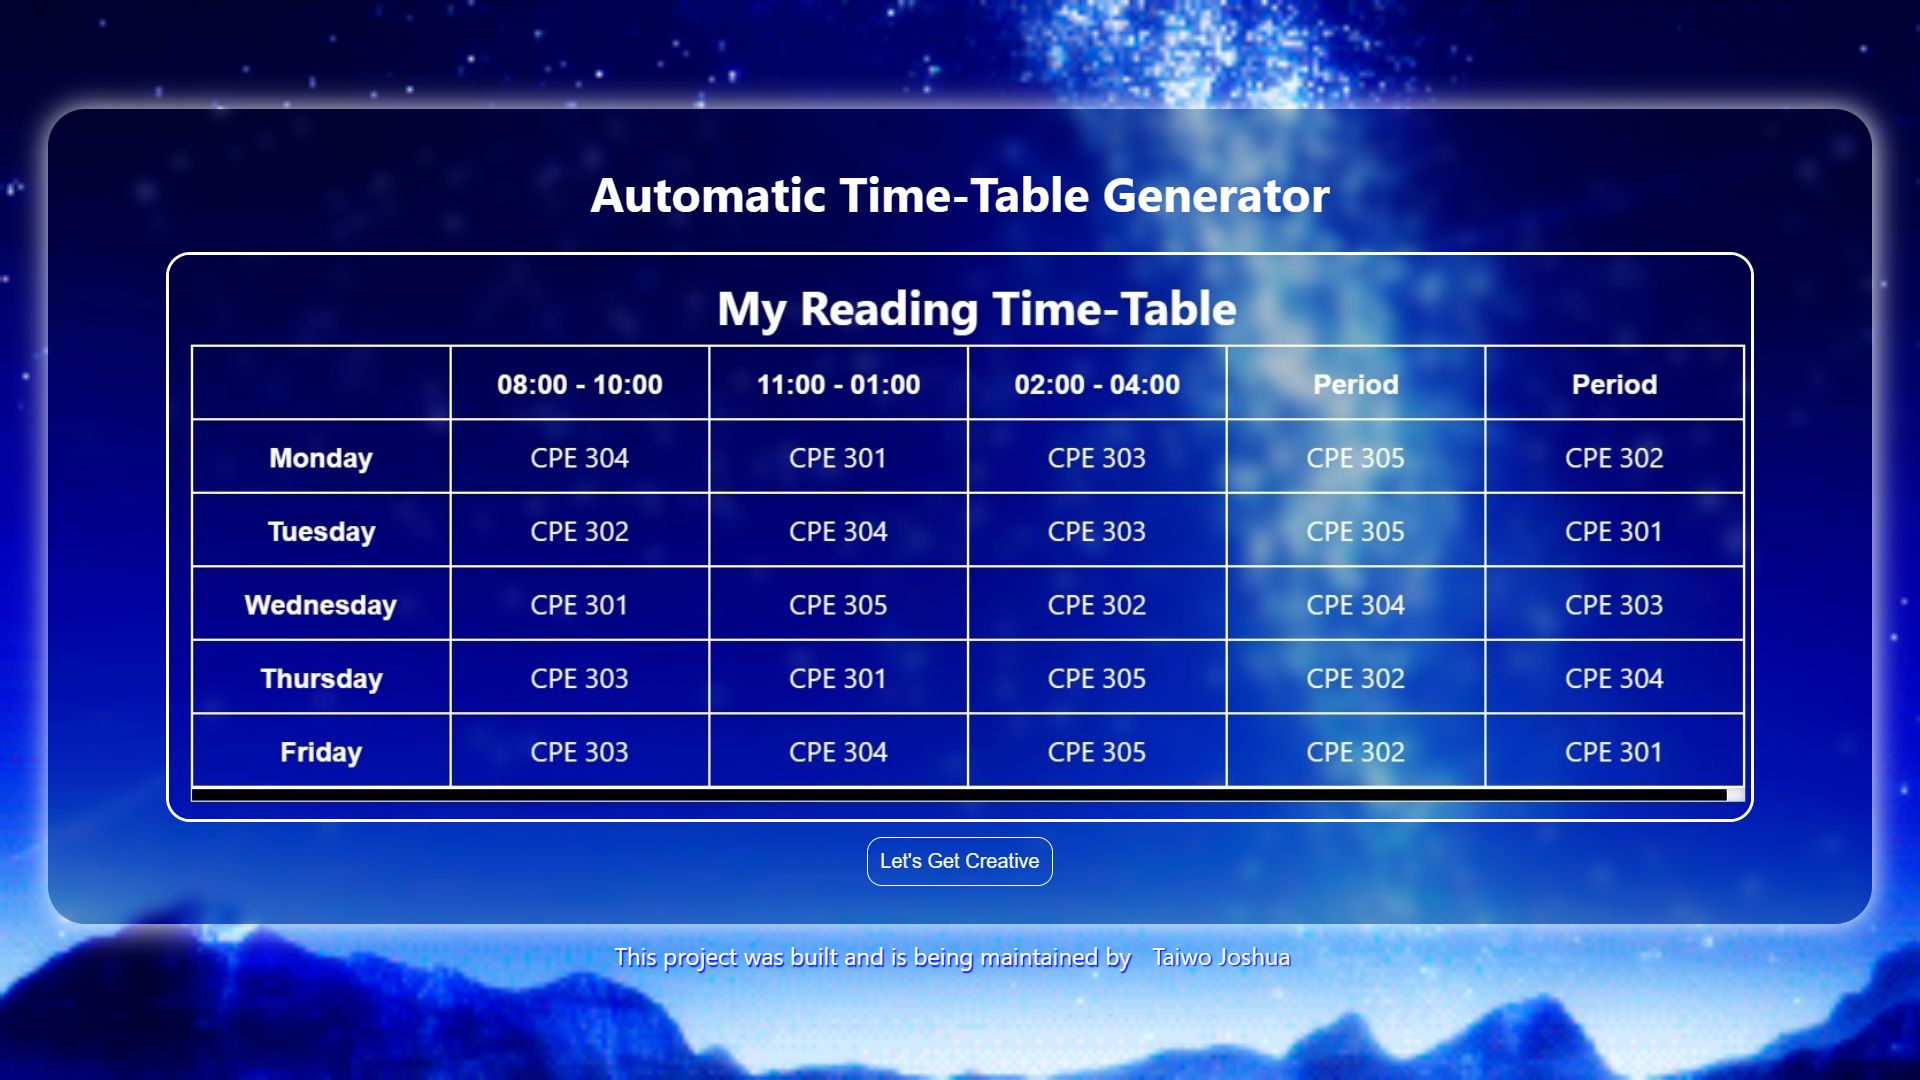 Automatic Time-Table Generator
My Reading Time-Table
08:00 - 10:00 11:00 - 01:00 02:00 - 04:00 Period Period
Monday CPE 304 CPE 301 CPE 303 CPE 305 CPE 302
Tuesday CPE 302 CPE 304 CPE 303 CPE 305 CPE 301
Wednesday CPE 301 CPE 305 CPE 302 CPE 304 CPE 303
Thursday CPE 303 CPE 301 CPE 305 CPE 302 CPE 304
Friday CPE 303 CPE 304 CPE 305 CPE 302 CPE 301
Let's Get Creative
This project was built and is being maintained by Taiwo Joshua